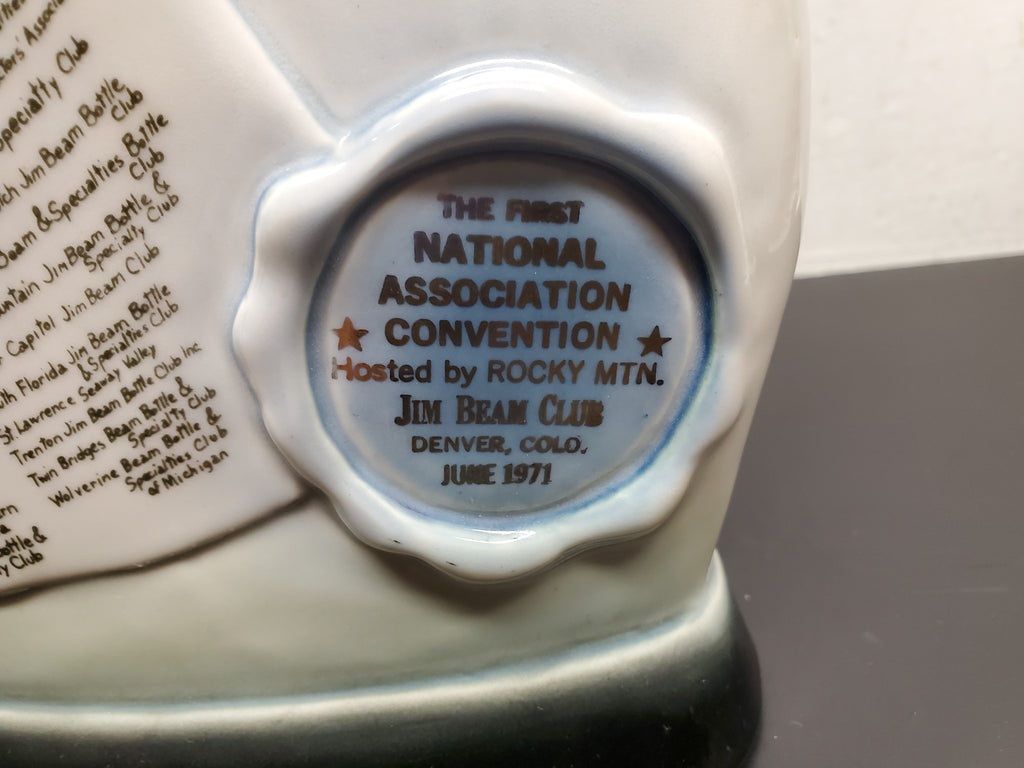 Specialty Club
Jim Beam Bottle
Club
Beam & Specialties Bottle
Club
Jim Beam Bottle &
Specialty Club
Capitol Jim Beam Club
Florida Jim Beam Bottle
& Specialties Club
St. Lawrence Seaway Valley
Trenton Jim Beam Bottle Club Inc
Twin Bridges Beam Bottle &
Specialty Club
Wolverine Beam Bottle &
Specialties Club
of Michigan
Club
THE FIRST
NATIONAL
ASSOCIATION
★ CONVENTION ★
Hosted by ROCKY MTN.
JIM BEAM CLUB
DENVER, COLO.
JUNE 1971